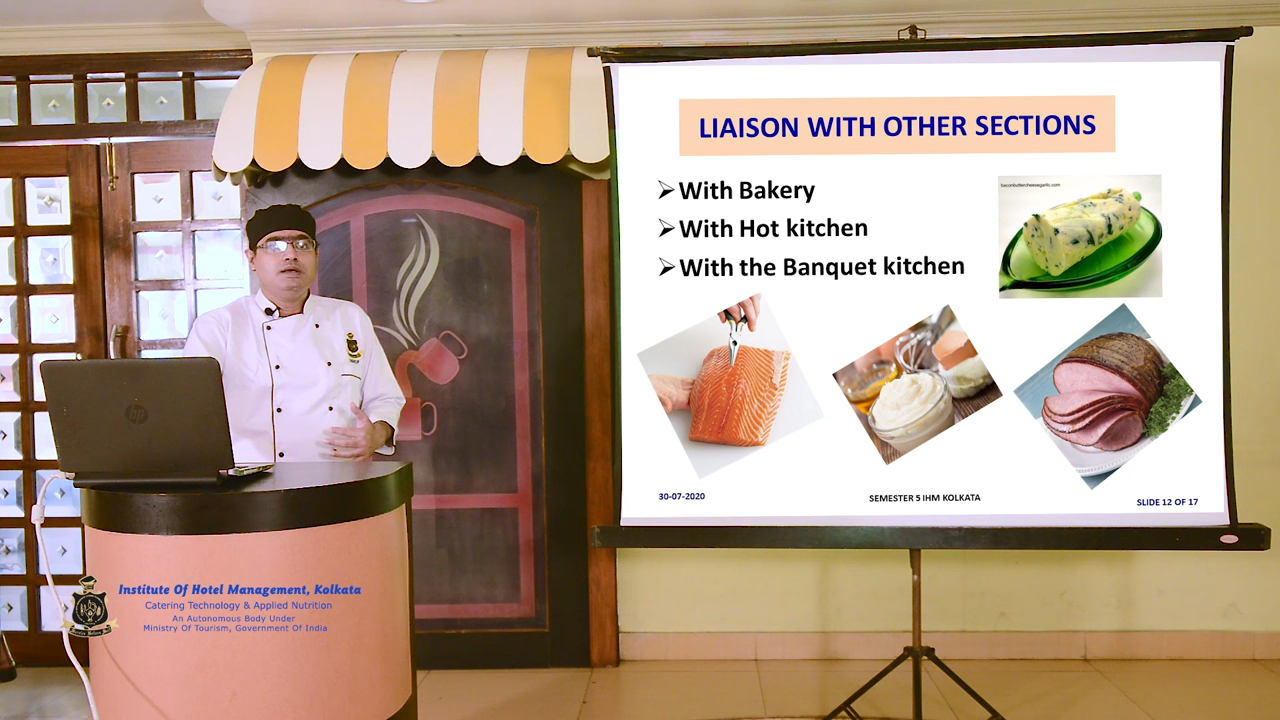 LIAISON WITH OTHER SECTIONS
With Bakery
With Hot kitchen
With the Banquet kitchen
baconbuttercheesegarlic.com
30-07-2020
SEMESTER 5 IHM KOLKATA
SLIDE 12 OF 17
hp
Institute Of Hotel Management, Kolkata
Catering Technology & Applied Nutrition
An Autonomous Body Under
Ministry Of Tourism, Government Of India